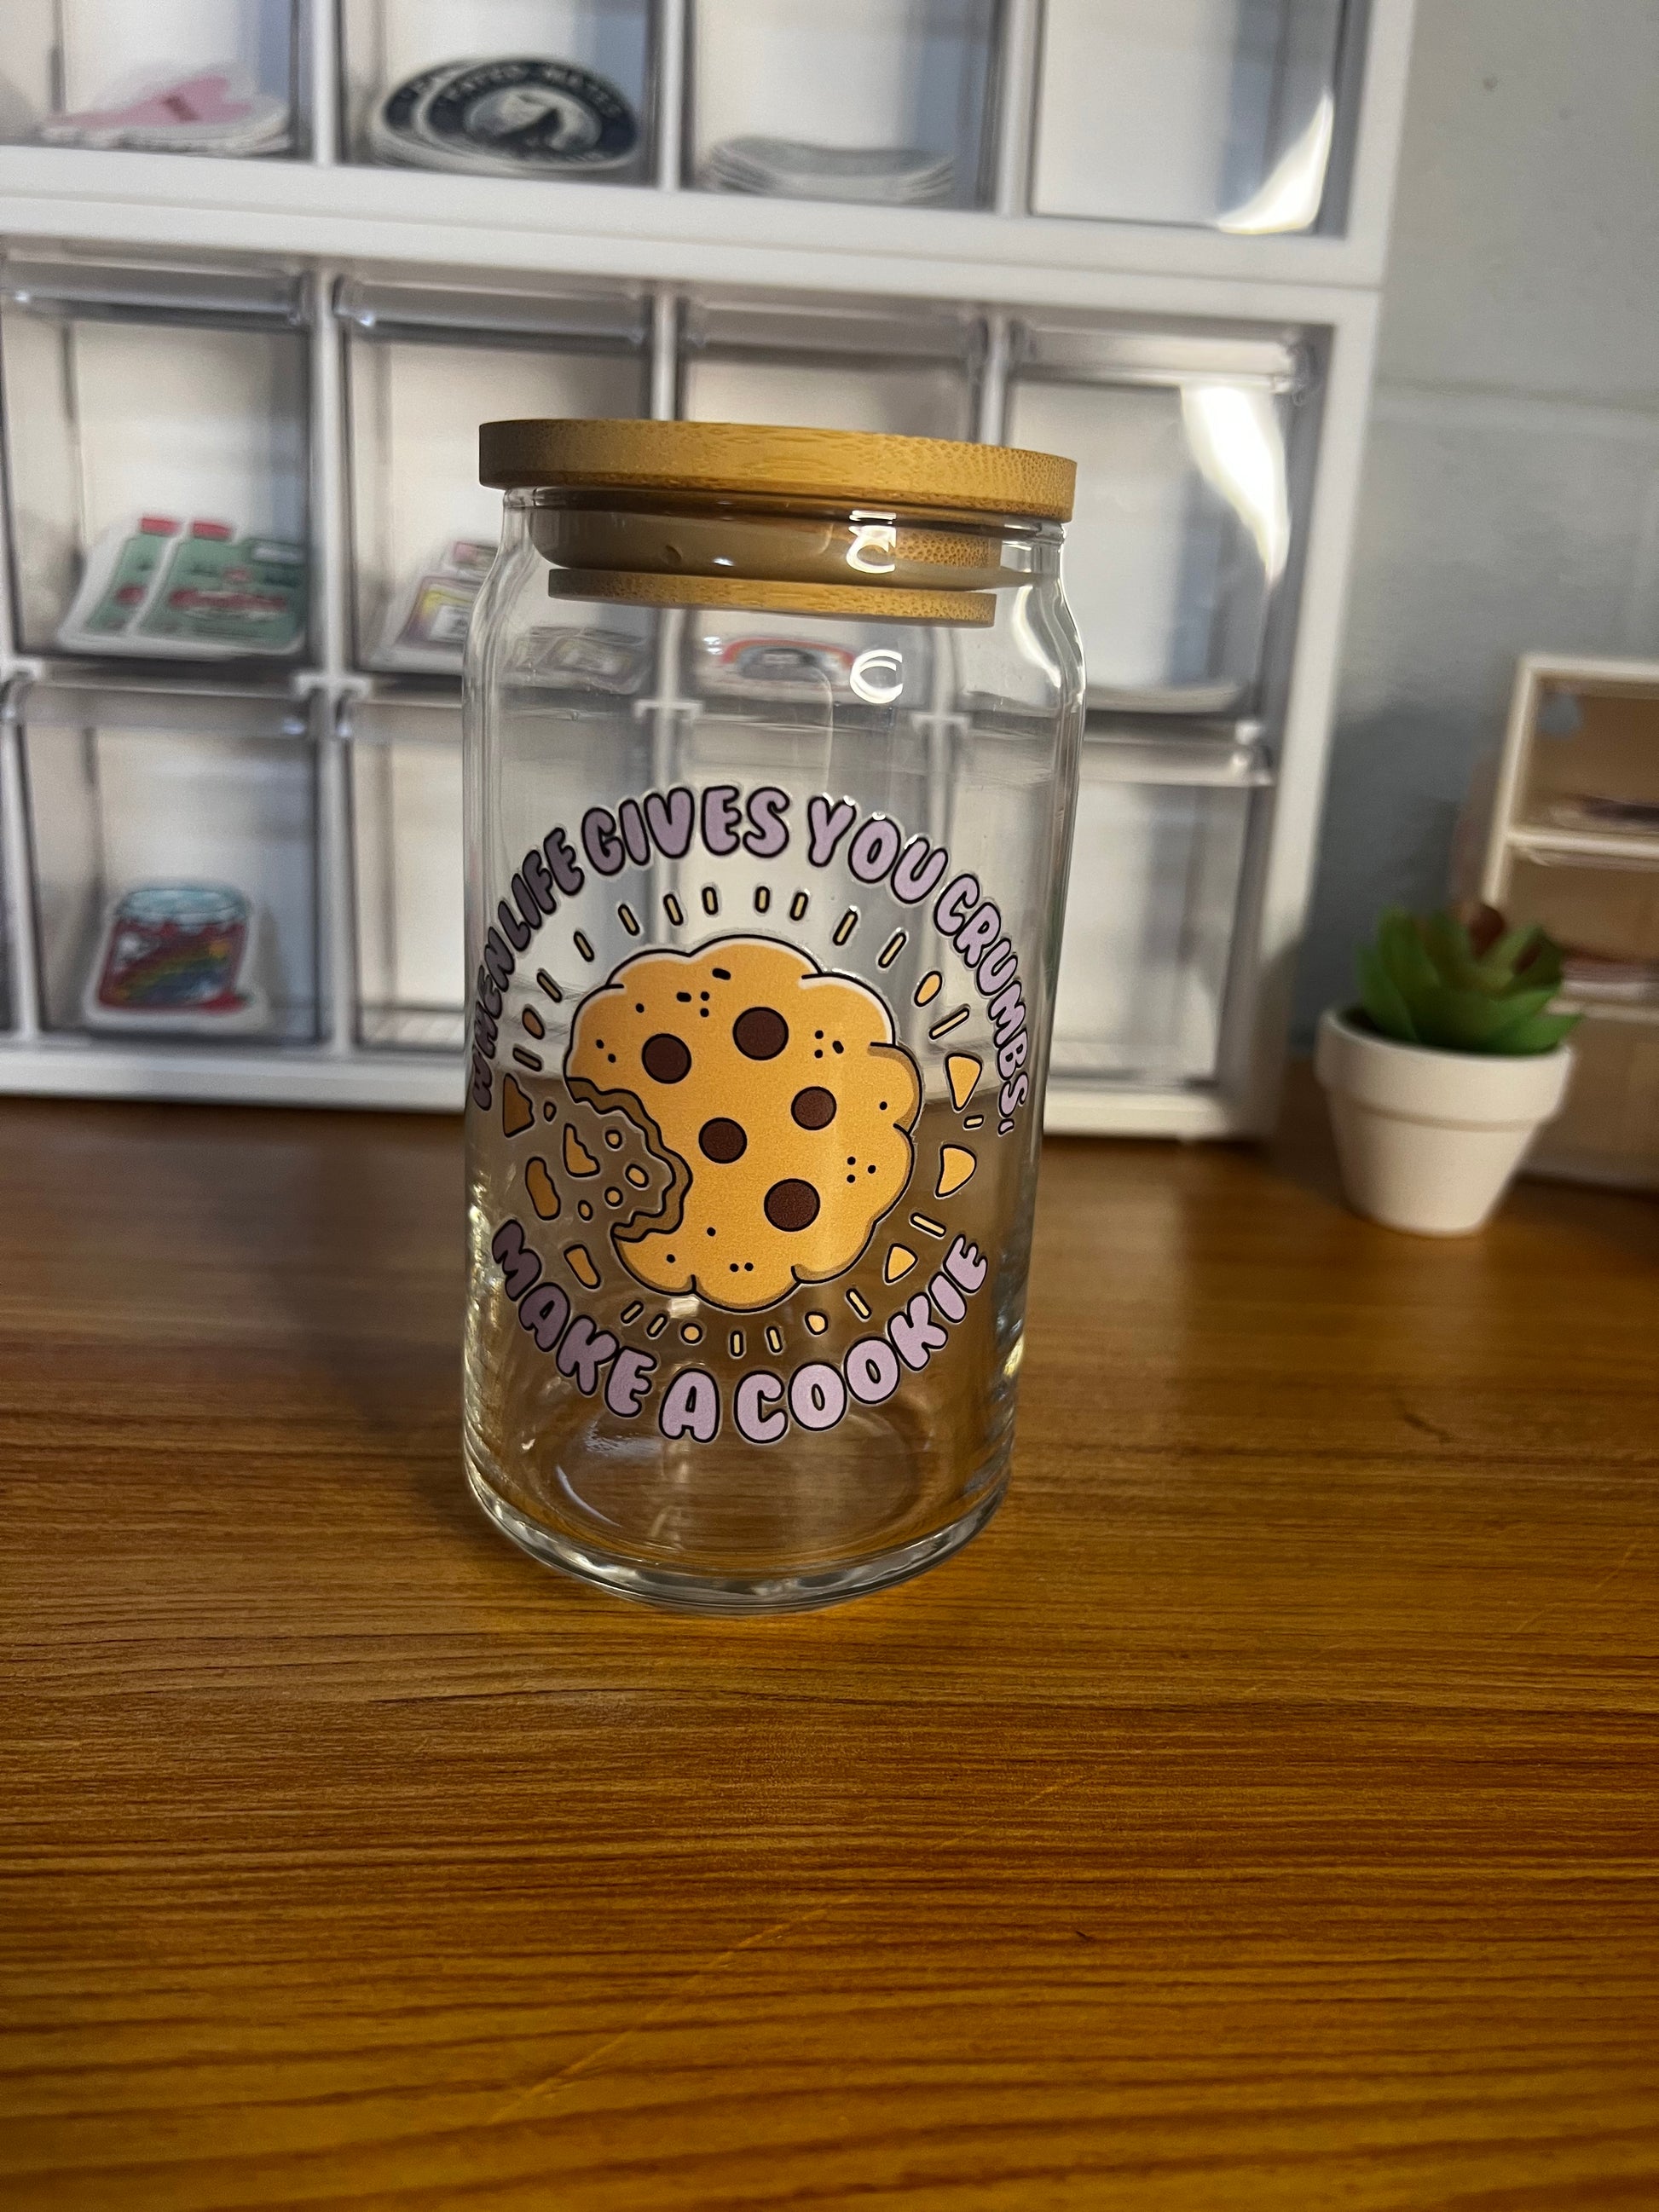 WHEN LIFE GIVES YOU CRUMBS,
MAKE A COOKIE